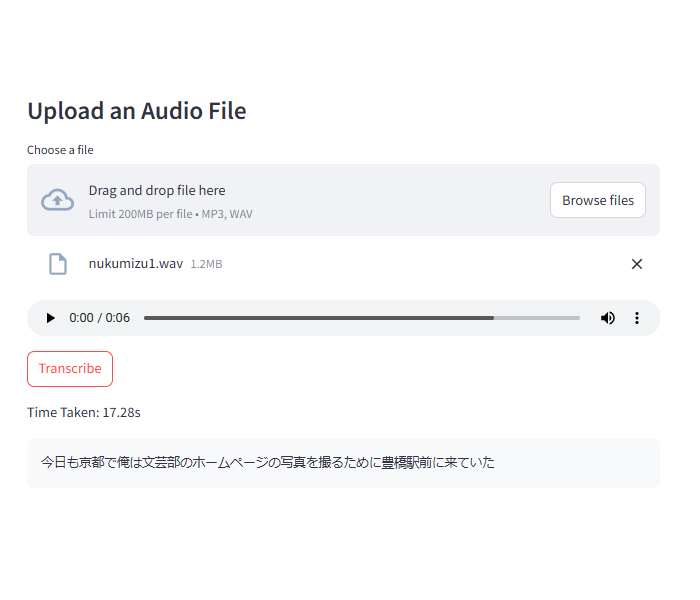 Upload an Audio File
Choose a file
Drag and drop file here
Limit 200MB per file • MP3, WAV
Browse files
nukumizu1.wav 1.2MB
0:00 / 0:06
Transcribe
Time Taken: 17.28s
今日も京都で俺は文芸部のホームページの写真を撮るために豊橋駅前に来ていた